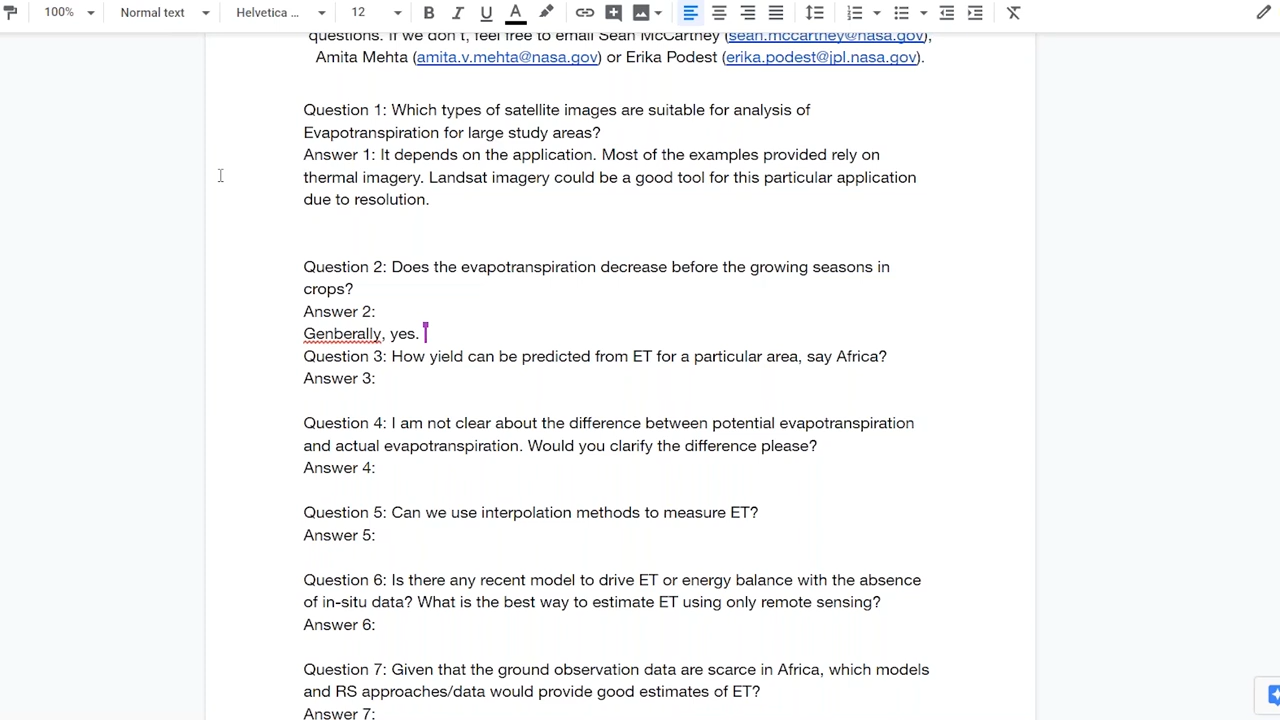 100% Normal text Helvetica ... 12 B I U A
questions. If we don't, feel free to email Sean McCartney (sean.mccartney@nasa.gov),
Amita Mehta (amita.v.mehta@nasa.gov) or Erika Podest (erika.podest@jpl.nasa.gov).
Question 1: Which types of satellite images are suitable for analysis of
Evapotranspiration for large study areas?
Answer 1: It depends on the application. Most of the examples provided rely on
thermal imagery. Landsat imagery could be a good tool for this particular application
due to resolution.
Question 2: Does the evapotranspiration decrease before the growing seasons in
crops?
Answer 2:
Genberally, yes.
Question 3: How yield can be predicted from ET for a particular area, say Africa?
Answer 3:
Question 4: I am not clear about the difference between potential evapotranspiration
and actual evapotranspiration. Would you clarify the difference please?
Answer 4:
Question 5: Can we use interpolation methods to measure ET?
Answer 5:
Question 6: Is there any recent model to drive ET or energy balance with the absence
of in-situ data? What is the best way to estimate ET using only remote sensing?
Answer 6:
Question 7: Given that the ground observation data are scarce in Africa, which models
and RS approaches/data would provide good estimates of ET?
Answer 7: